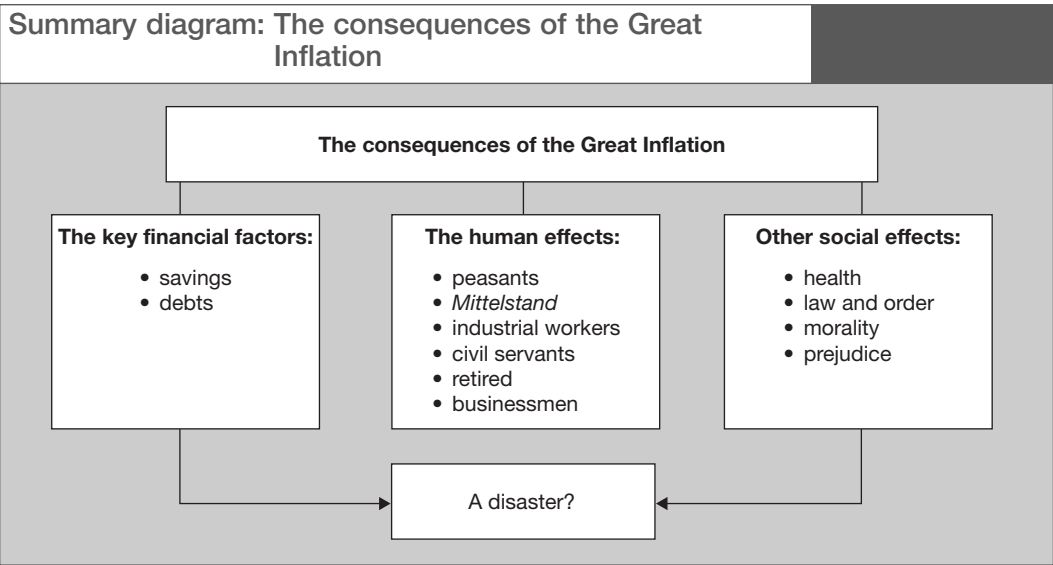 Summary diagram: The consequences of the Great
Inflation
The consequences of the Great Inflation
The key financial factors:
• savings
• debts
The human effects:
• peasants
• Mittelstand
• industrial workers
• civil servants
• retired
• businessmen
Other social effects:
• health
• law and order
• morality
• prejudice
A disaster?